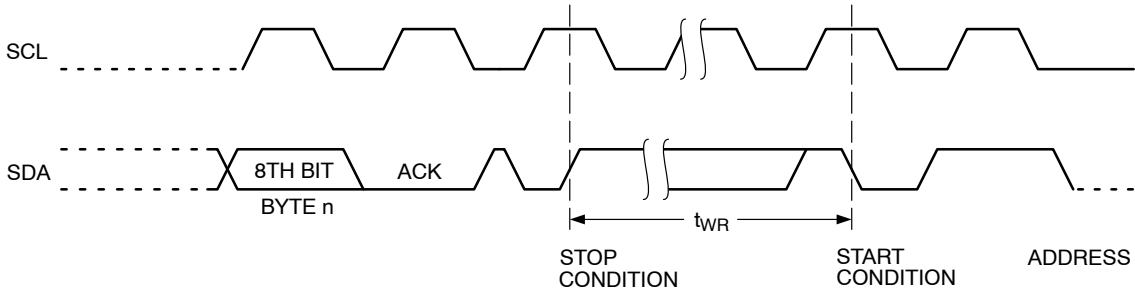 SCL
SDA
8TH BIT
ACK
BYTE n
tWR
STOP
CONDITION
START
CONDITION
ADDRESS